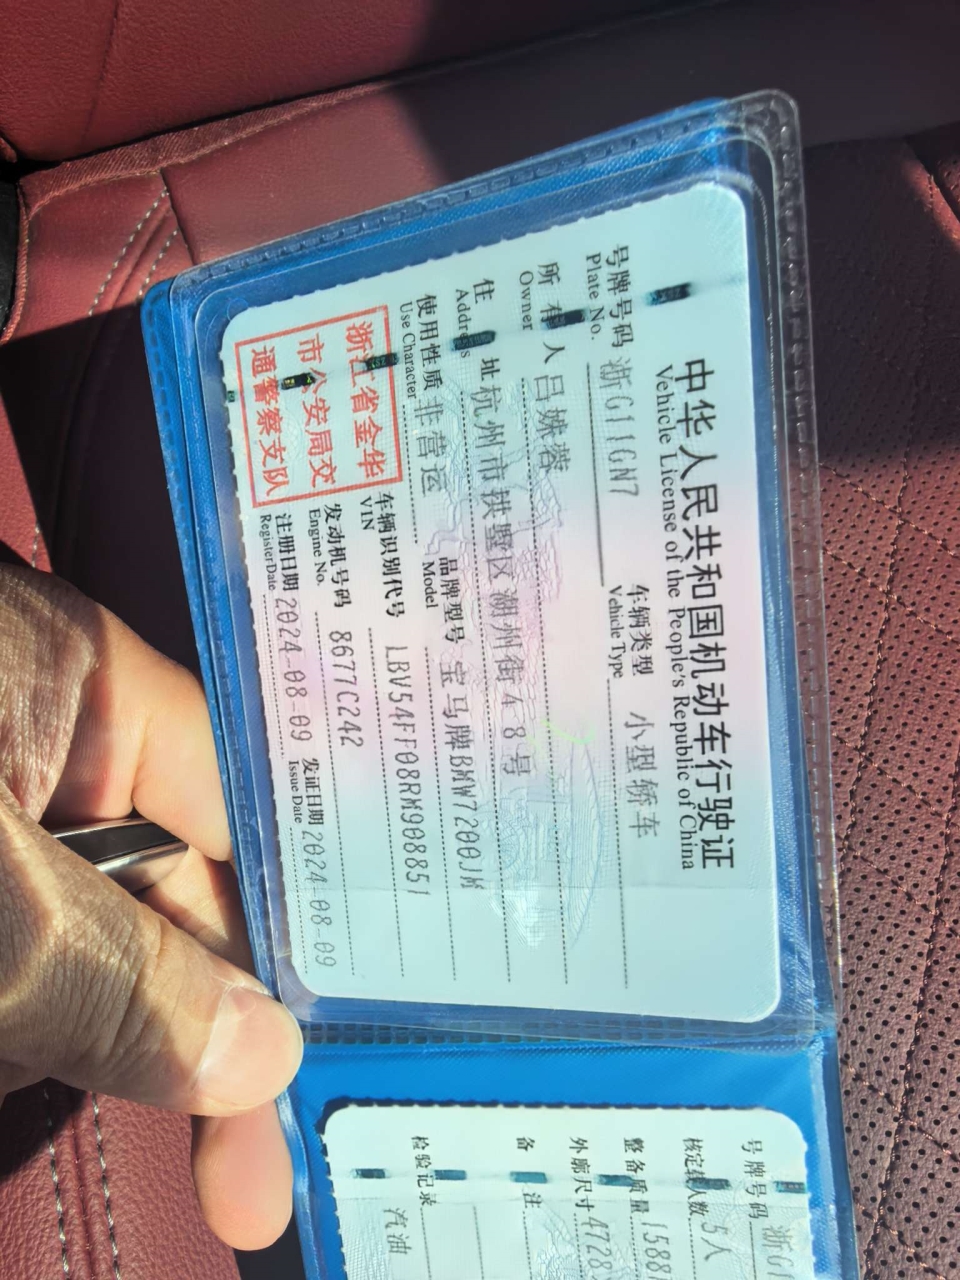 中华人民共和国机动车行驶证
Vehicle License of the People's Republic of China
号牌号码 浙G11GN7 车辆类型 小型轿车
Plate No. Vehicle Type
所有人 吕娥蓉
Owner
住址 杭州市拱墅区湖州街48号
Address
使用性质 非营运 品牌型号 宝马牌BMW7200JM
Use Character Model
浙江省金华
市公安局交
通警察支队
车辆识别代号 LBV54FF08RM908851
VIN
发动机号码 8677C242
Engine No.
注册日期 2024-08-09 发证日期 2024-08-09
Register Date Issue Date
号牌号码 浙G1
核定载人数 5人
整备质量 1588
外廓尺寸 4728
备注
检验记录
汽油